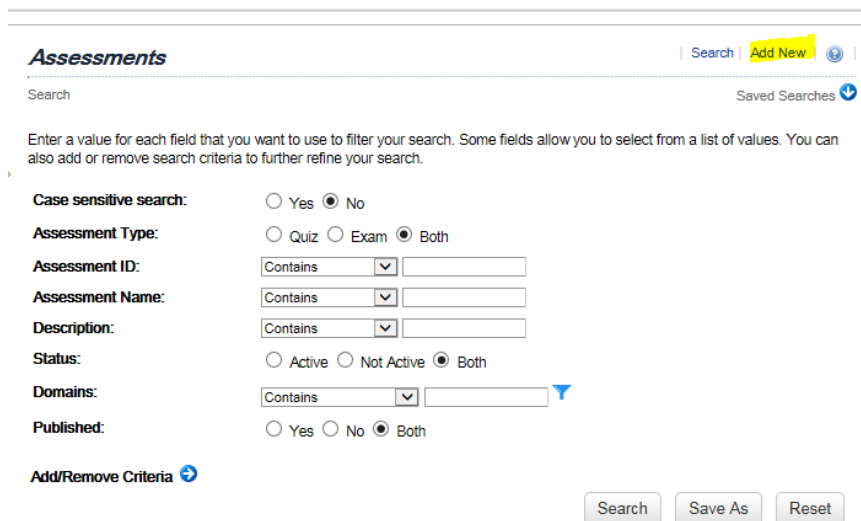 Assessments
Search Add New
Search
Saved Searches
Enter a value for each field that you want to use to filter your search. Some fields allow you to select from a list of values. You can
also add or remove search criteria to further refine your search.
Case sensitive search: Yes No
Assessment Type: Quiz Exam Both
Assessment ID: Contains
Assessment Name: Contains
Description: Contains
Status: Active Not Active Both
Domains: Contains
Published: Yes No Both
Add/Remove Criteria
Search Save As Reset